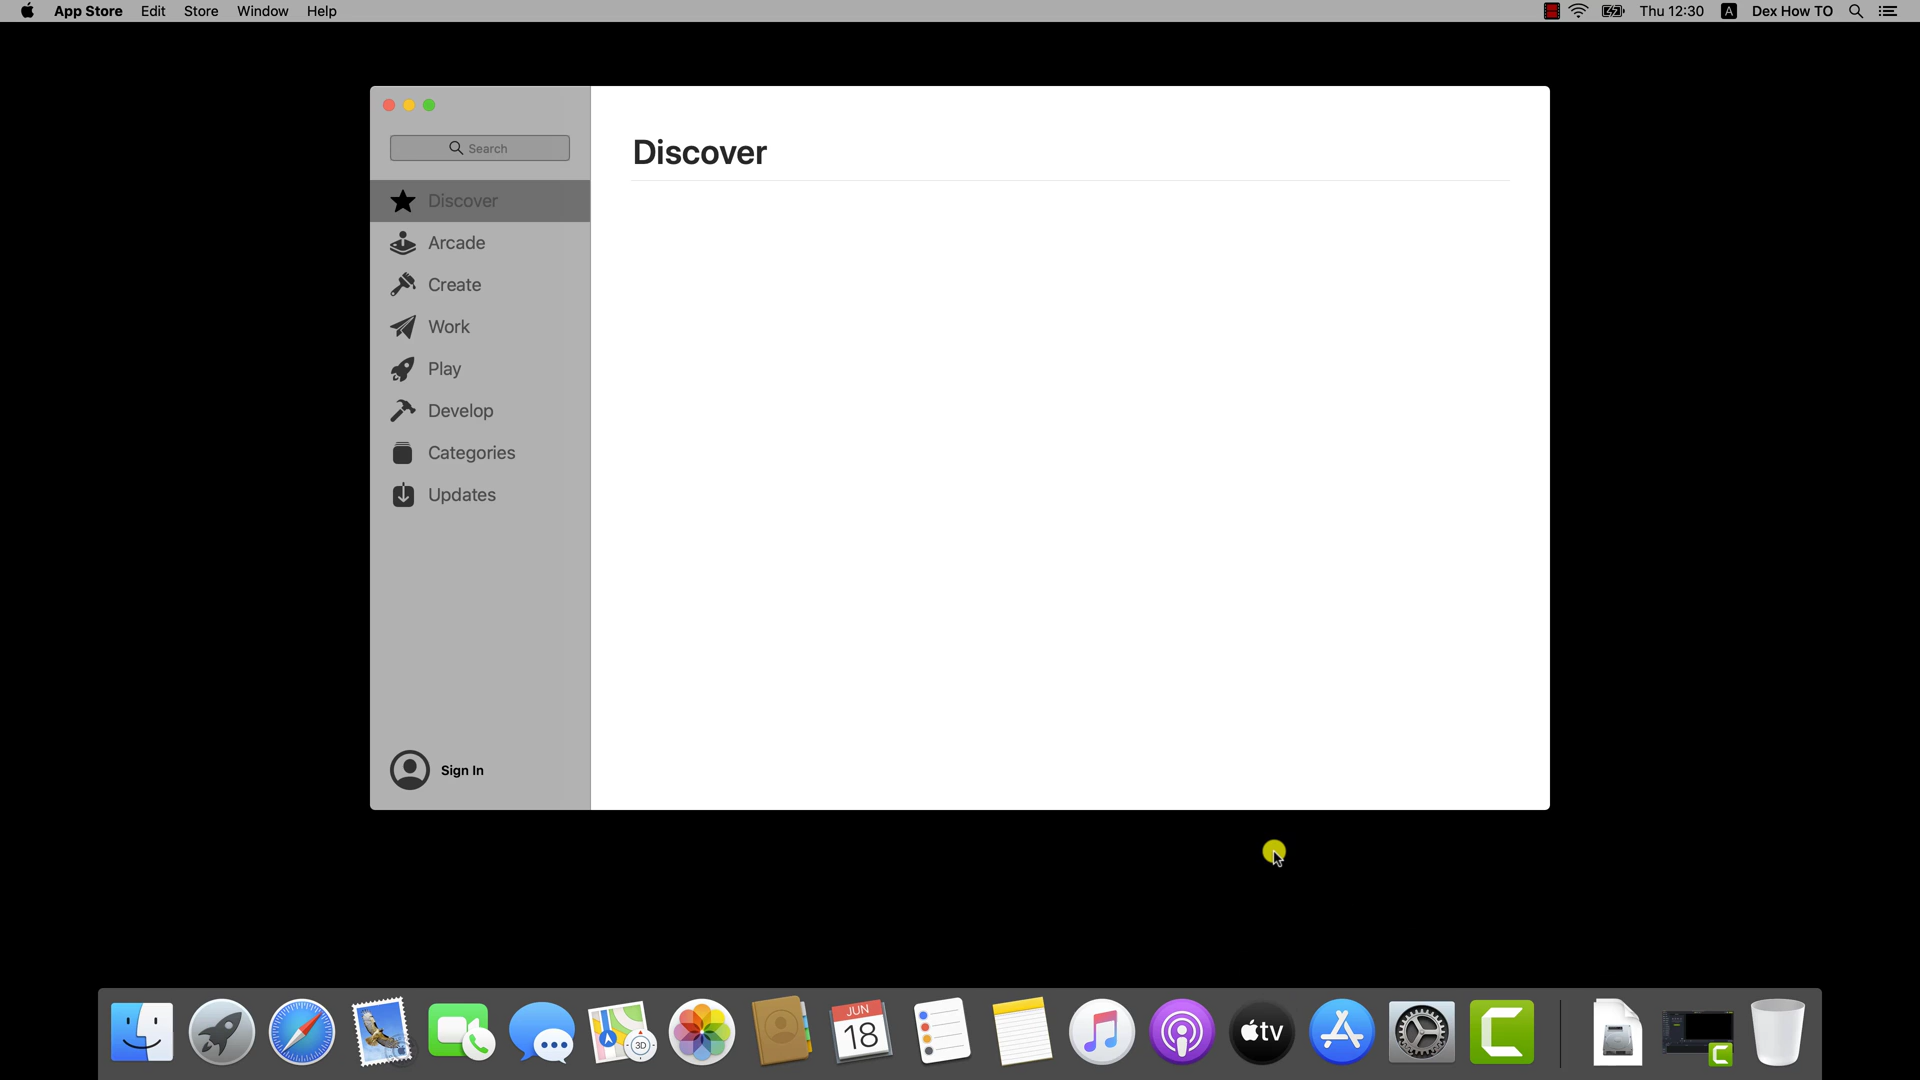 App Store Edit Store Window Help
Thu 12:30 A Dex How TO
Search
Discover
Discover
Arcade
Create
Work
Play
Develop
Categories
Updates
Sign In
3D
JUN
18
tv